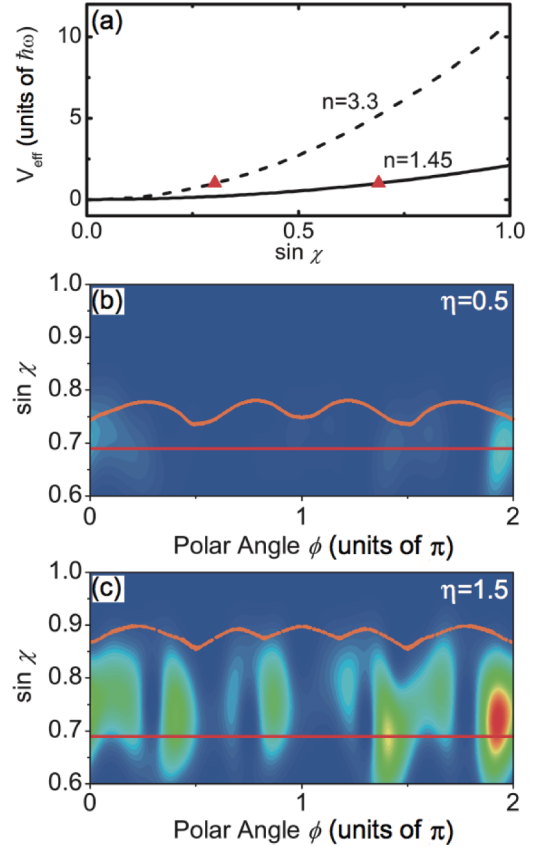 (a)
10
5
0
V_eff (units of ℏω)
n=3.3
n=1.45
0.0
0.5
1.0
sin χ
(b)
η=0.5
1.0
0.9
0.8
0.7
0.6
sin χ
0
1
2
Polar Angle ϕ (units of π)
(c)
η=1.5
1.0
0.9
0.8
0.7
0.6
sin χ
0
1
2
Polar Angle ϕ (units of π)